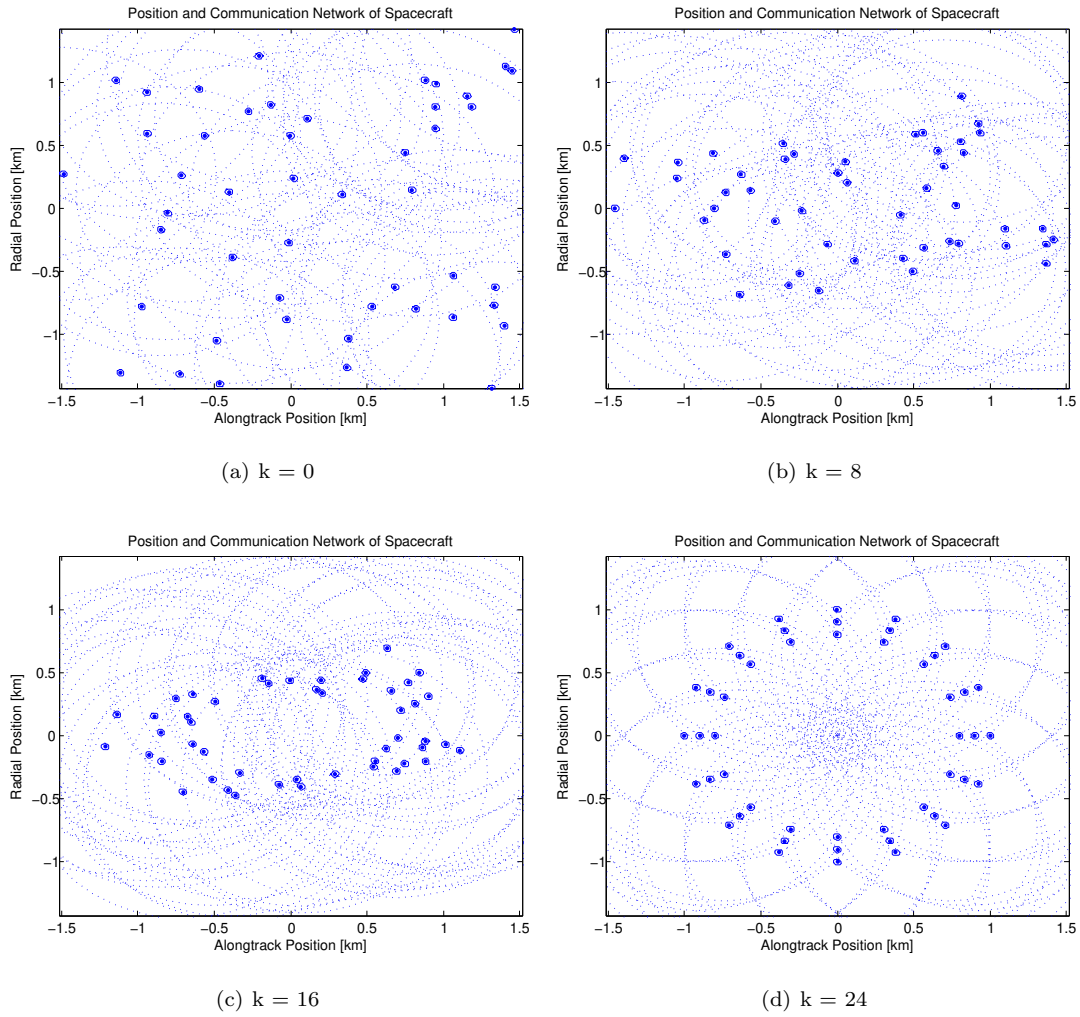 Position and Communication Network of Spacecraft
1
0.5
0
−0.5
−1
Radial Position [km]
−1.5 −1 −0.5 0 0.5 1 1.5
Alongtrack Position [km]
(a) k = 0
Position and Communication Network of Spacecraft
1
0.5
0
−0.5
−1
Radial Position [km]
−1.5 −1 −0.5 0 0.5 1 1.5
Alongtrack Position [km]
(b) k = 8
Position and Communication Network of Spacecraft
1
0.5
0
−0.5
−1
Radial Position [km]
−1.5 −1 −0.5 0 0.5 1 1.5
Alongtrack Position [km]
(c) k = 16
Position and Communication Network of Spacecraft
1
0.5
0
−0.5
−1
Radial Position [km]
−1.5 −1 −0.5 0 0.5 1 1.5
Alongtrack Position [km]
(d) k = 24